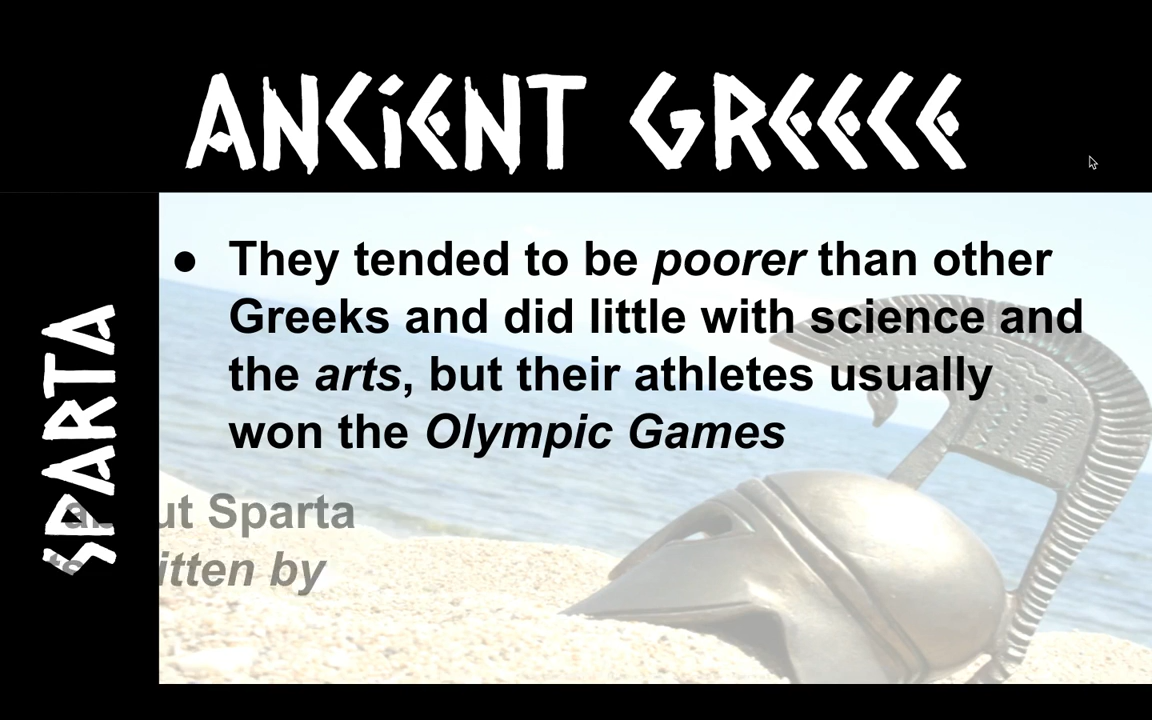 ANCIENT GREECE
SPARTA
● They tended to be poorer than other
Greeks and did little with science and
the arts, but their athletes usually
won the Olympic Games
Sparta
by